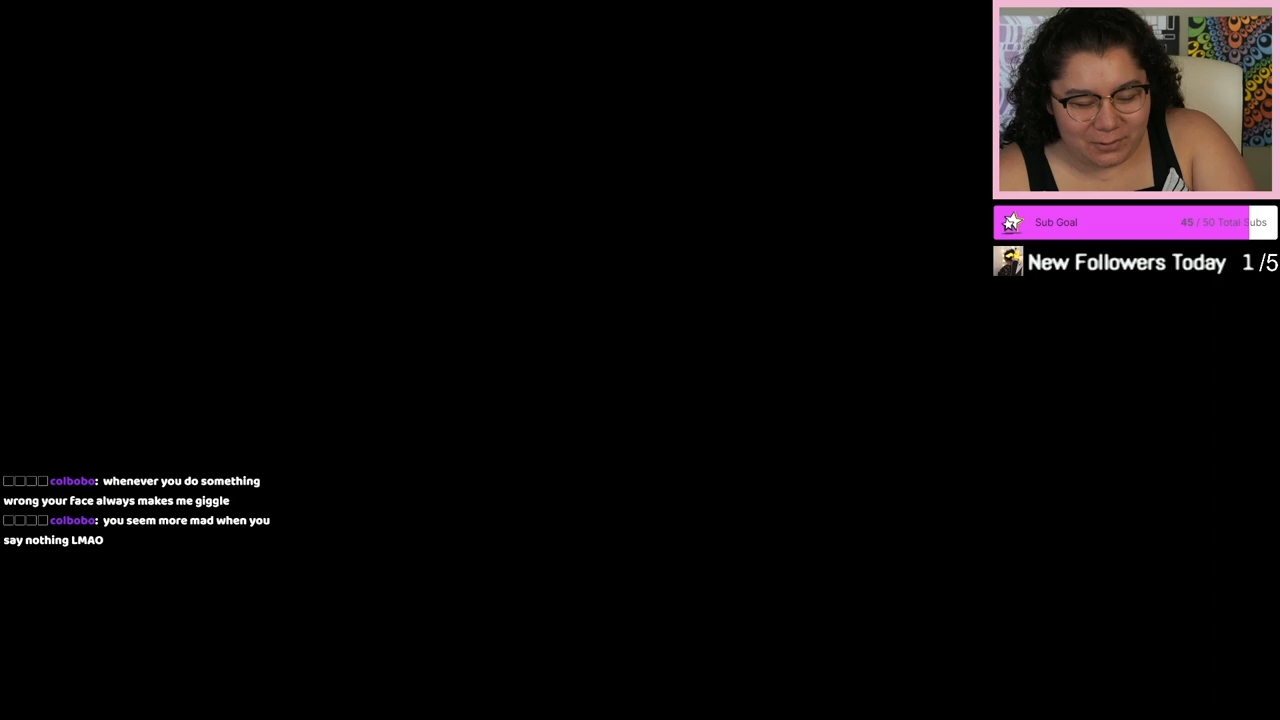 Sub Goal 45 / 50 Total Subs
New Followers Today 1 /5
colbobo: whenever you do something
wrong your face always makes me giggle
colbobo: you seem more mad when you
say nothing LMAO